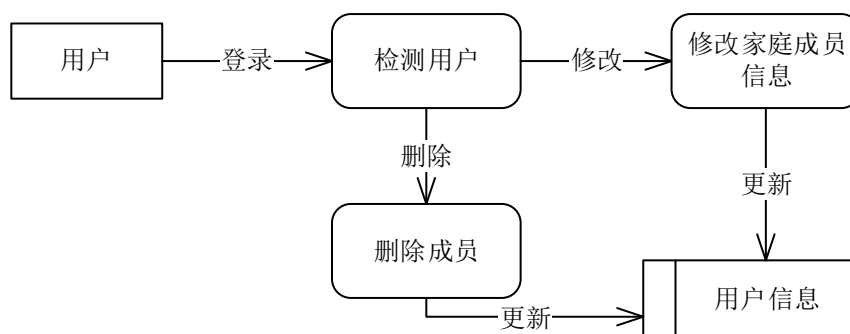 用户
登录
检测用户
修改
修改家庭成员
信息
删除
更新
删除成员
用户信息
更新